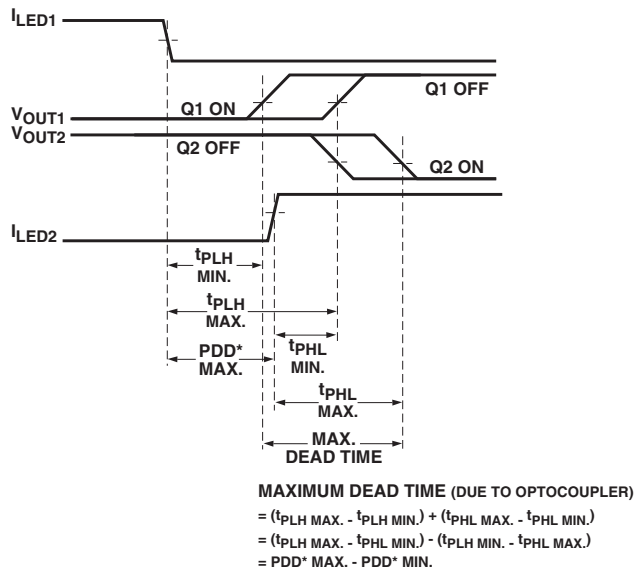 ILED1
Q1 OFF
VOUT1
Q1 ON
VOUT2
Q2 OFF
Q2 ON
ILED2
tPLH
MIN.
tPLH
MAX.
PDD*
MAX.
tPHL
MIN.
tPHL
MAX.
MAX.
DEAD TIME
MAXIMUM DEAD TIME (DUE TO OPTOCOUPLER)
= (tPLH MAX. - tPLH MIN.) + (tPHL MAX. - tPHL MIN.)
= (tPLH MAX. - tPHL MIN.) - (tPLH MIN. - tPHL MAX.)
= PDD* MAX. - PDD* MIN.